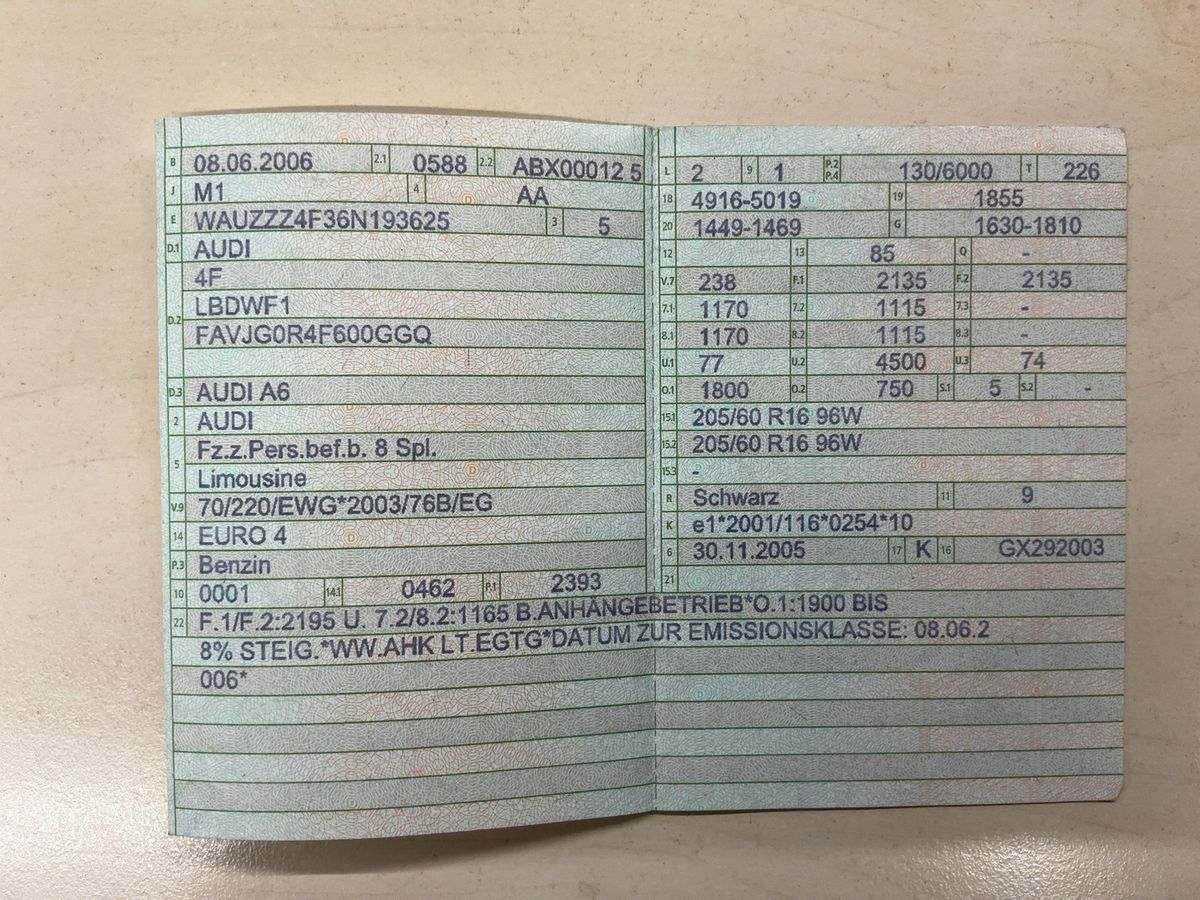 B 08.06.2006 2.1 0588 2.2 ABX00012 5
J M1 4 AA
E WAUZZZ4F36N193625 3 5
D.1 AUDI
4F
D.2 LBDWF1
FAVJG0R4F600GGQ
D.3 AUDI A6
2 AUDI
5 Fz.z.Pers.bef.b. 8 Spl.
Limousine
V.9 70/220/EWG*2003/76B/EG
14 EURO 4
P.3 Benzin
10 0001 14.1 0462 P.1 2393
L 2 9 1 P.2 P.4 130/6000 T 226
18 4916-5019 19 1855
20 1449-1469 G 1630-1810
12 13 85 Q -
V.7 238 F.1 2135 F.2 2135
7.1 1170 7.2 1115 7.3 -
8.1 1170 8.2 1115 8.3 -
U.1 77 U.2 4500 U.3 74
O.1 1800 O.2 750 S.1 5 S.2 -
15.1 205/60 R16 96W
15.2 205/60 R16 96W
15.3 -
R Schwarz 11 9
K e1*2001/116*0254*10
6 30.11.2005 17 K 16 GX292003
21
22 F.1/F.2:2195 U. 7.2/8.2:1165 B.ANHÄNGEBETRIEB*O.1:1900 BIS
8% STEIG.*WW.AHK LT.EGTG*DATUM ZUR EMISSIONSKLASSE: 08.06.2
006*